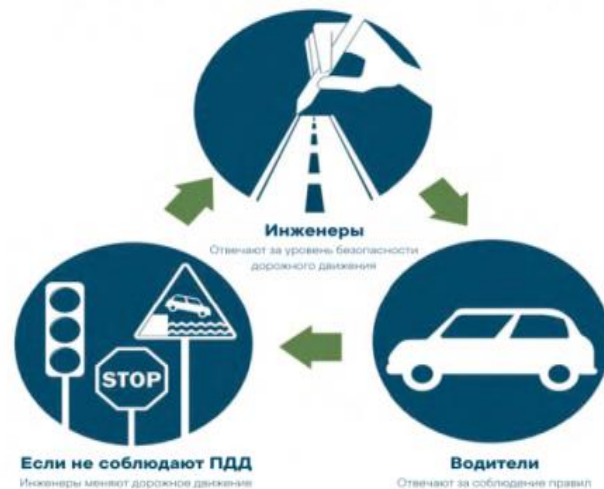 Инженеры
Отвечают за уровень безопасности
дорожного движения
STOP
Если не соблюдают ПДД
Инженеры меняют дорожное движение
Водители
Отвечают за соблюдение правил